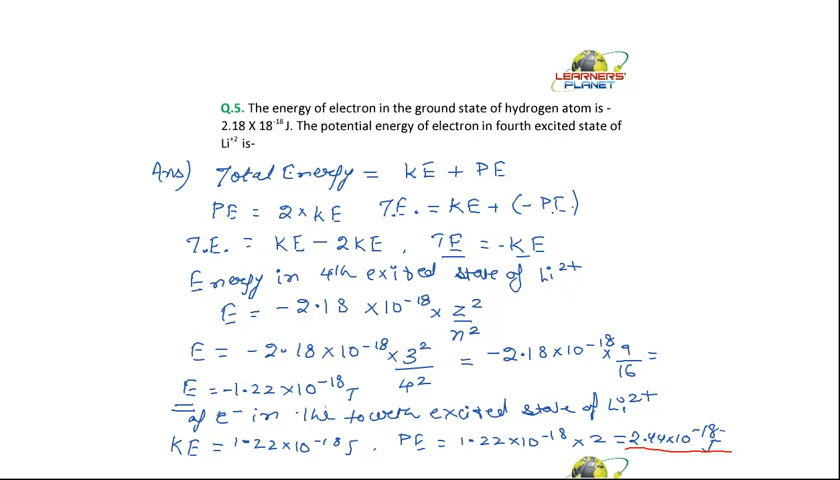 LEARNERS'
PLANET
Q.5. The energy of electron in the ground state of hydrogen atom is -
2.18 X 18⁻¹⁸ J. The potential energy of electron in fourth excited state of
Li⁺² is-
Ans) Total Energy = KE + PE
PE = 2 × KE T.E. = KE + (- P.E.)
T.E. = KE - 2KE , TE = -KE
Energy in 4th exited state of Li²⁺
E = -2.18 × 10⁻¹⁸ × Z²/n²
E = -2.18 × 10⁻¹⁸ × 3²/4² = -2.18 × 10⁻¹⁸ × 9/16 =
E = -1.22 × 10⁻¹⁸ J
of e⁻ in the fourth excited state of Li²⁺
KE = 1.22 × 10⁻¹⁸ J , PE = 1.22 × 10⁻¹⁸ × 2 = 2.44 × 10⁻¹⁸ J